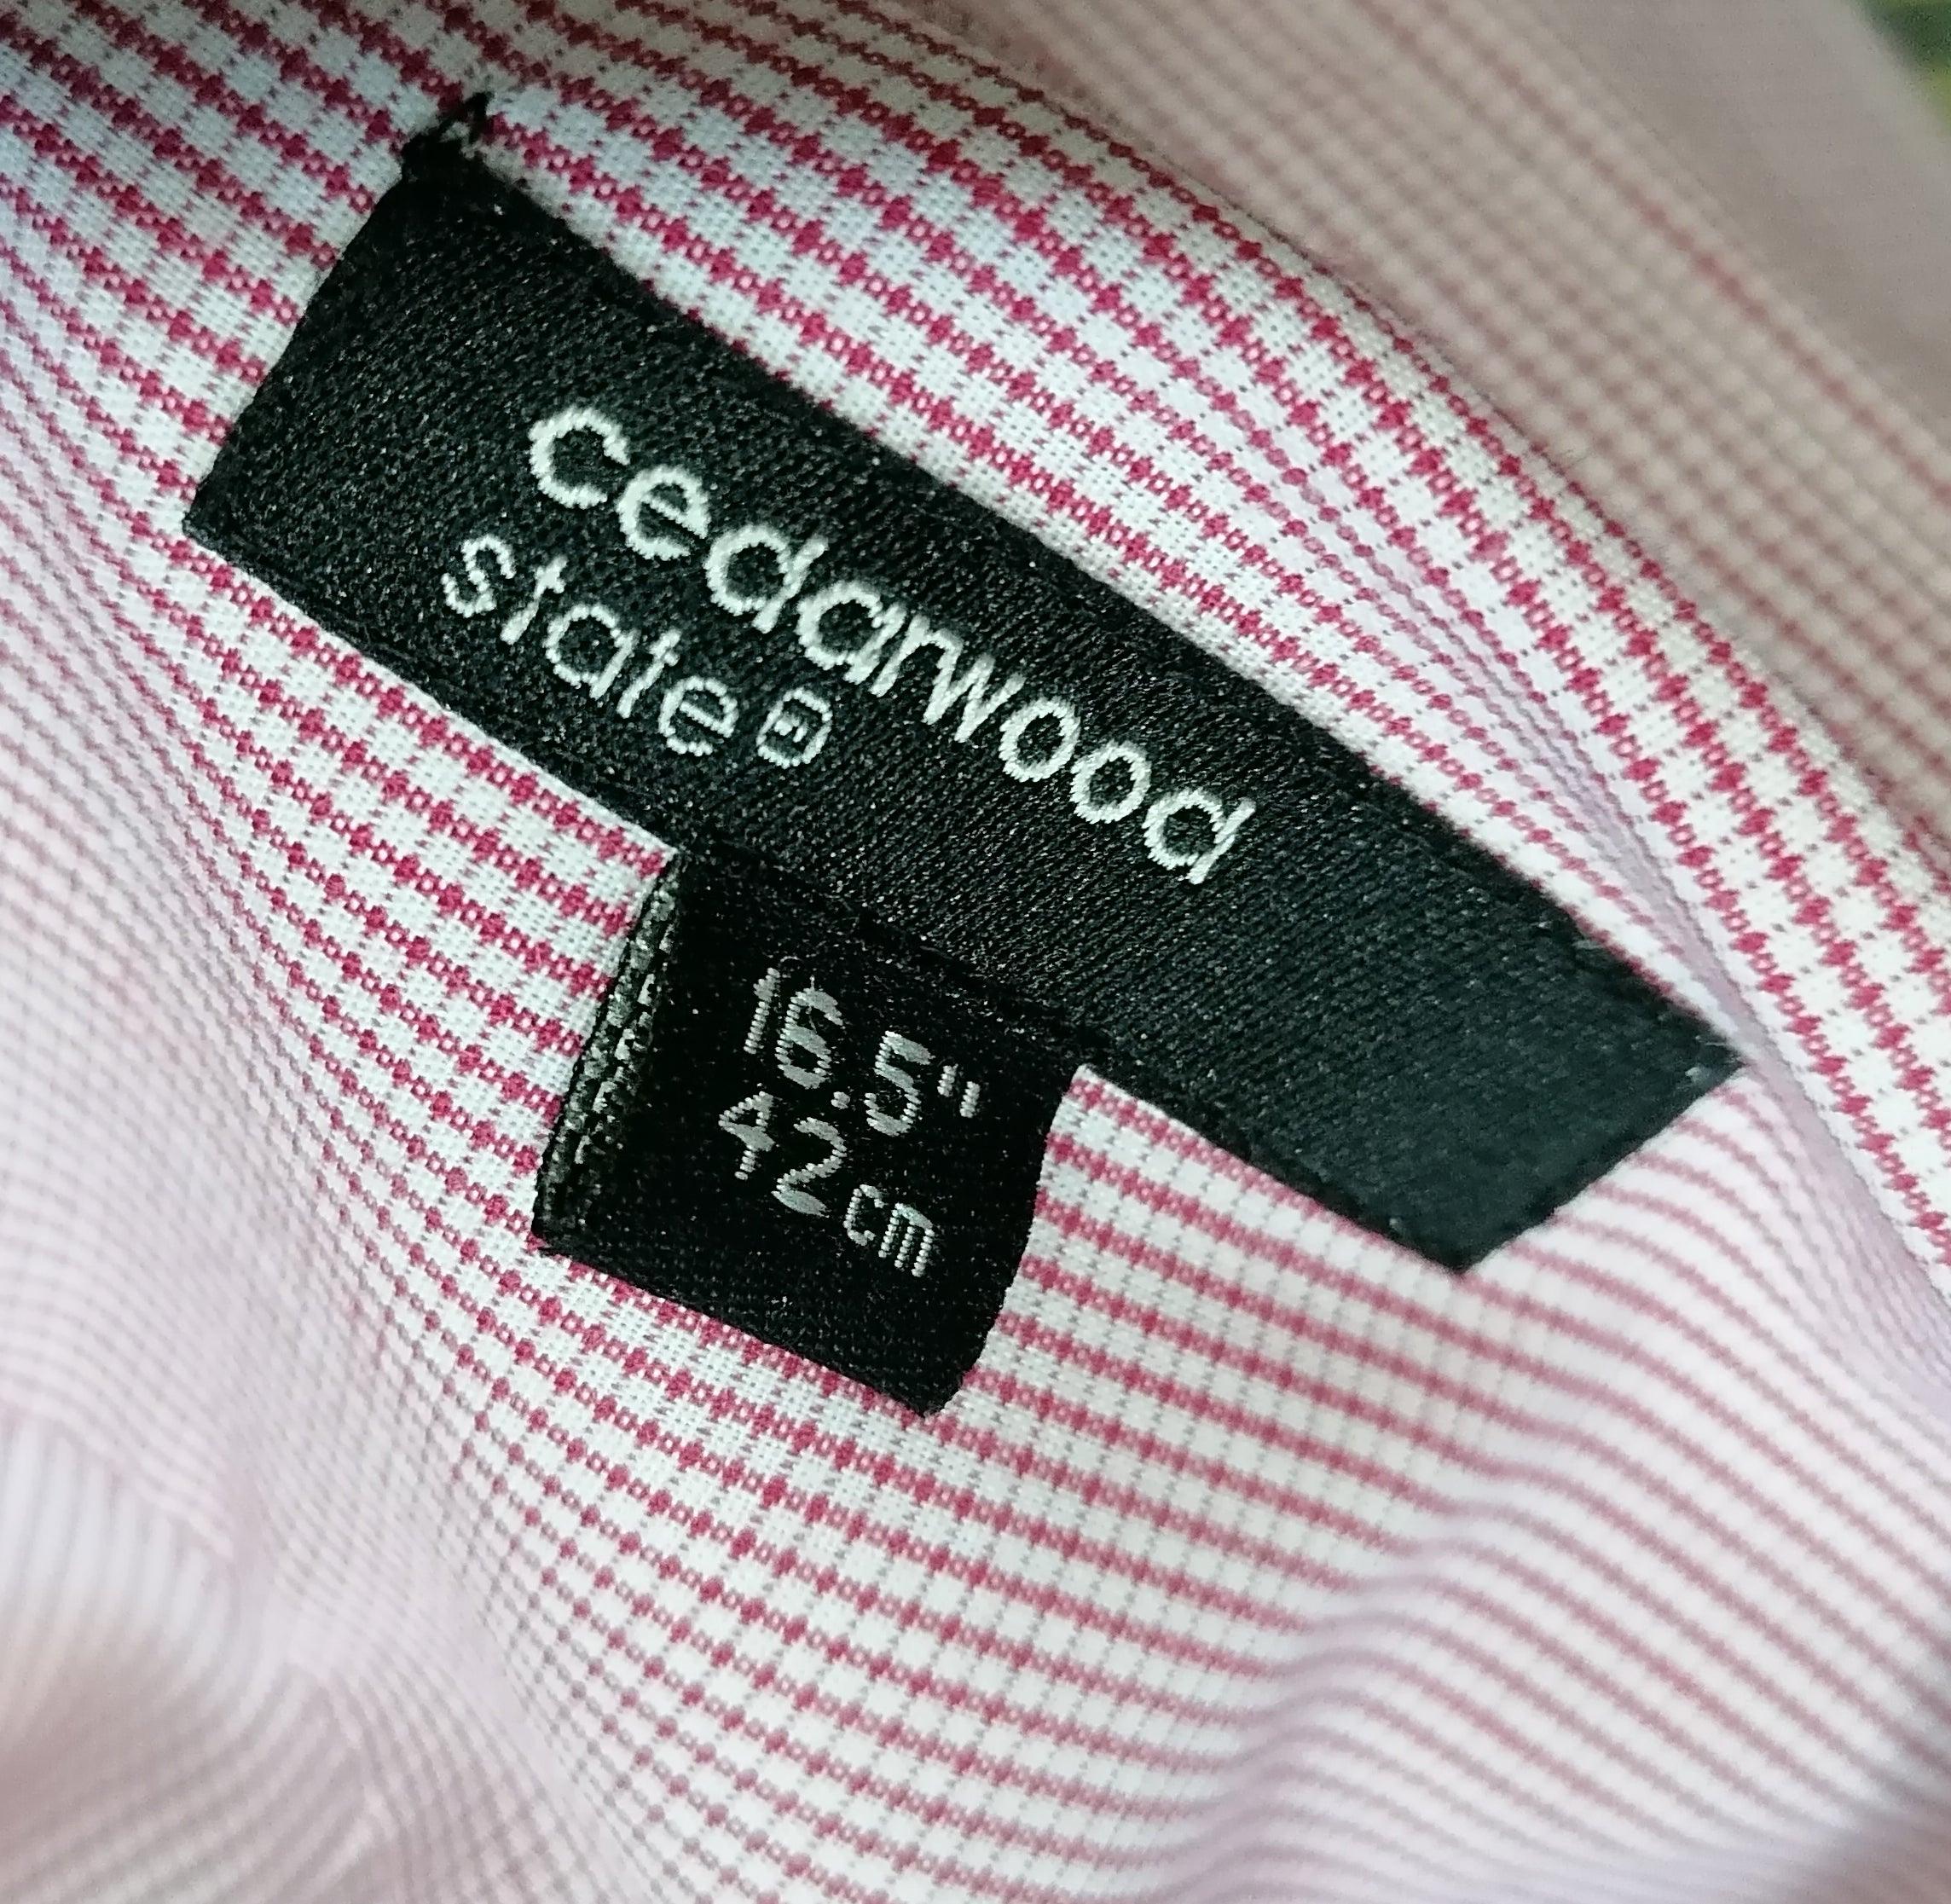 cedarwood
state
16.5"
42cm